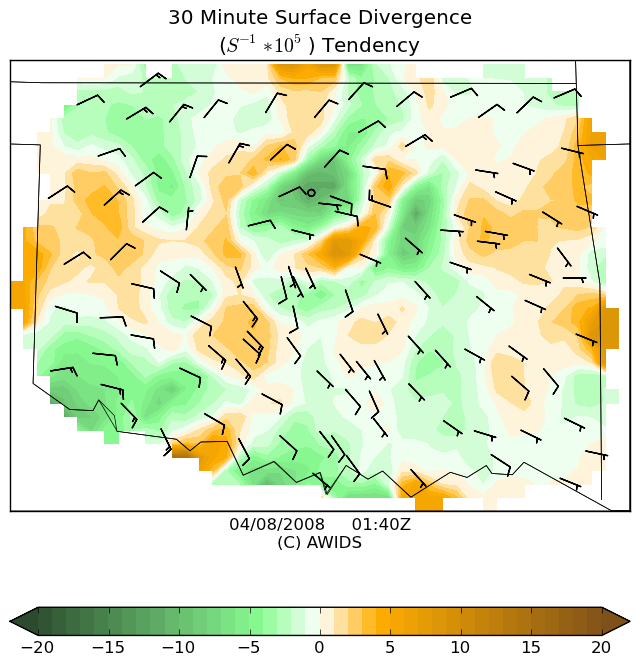 30 Minute Surface Divergence
(S⁻¹ *10⁵ ) Tendency
04/08/2008 01:40Z
(C) AWIDS
−20 −15 −10 −5 0 5 10 15 20